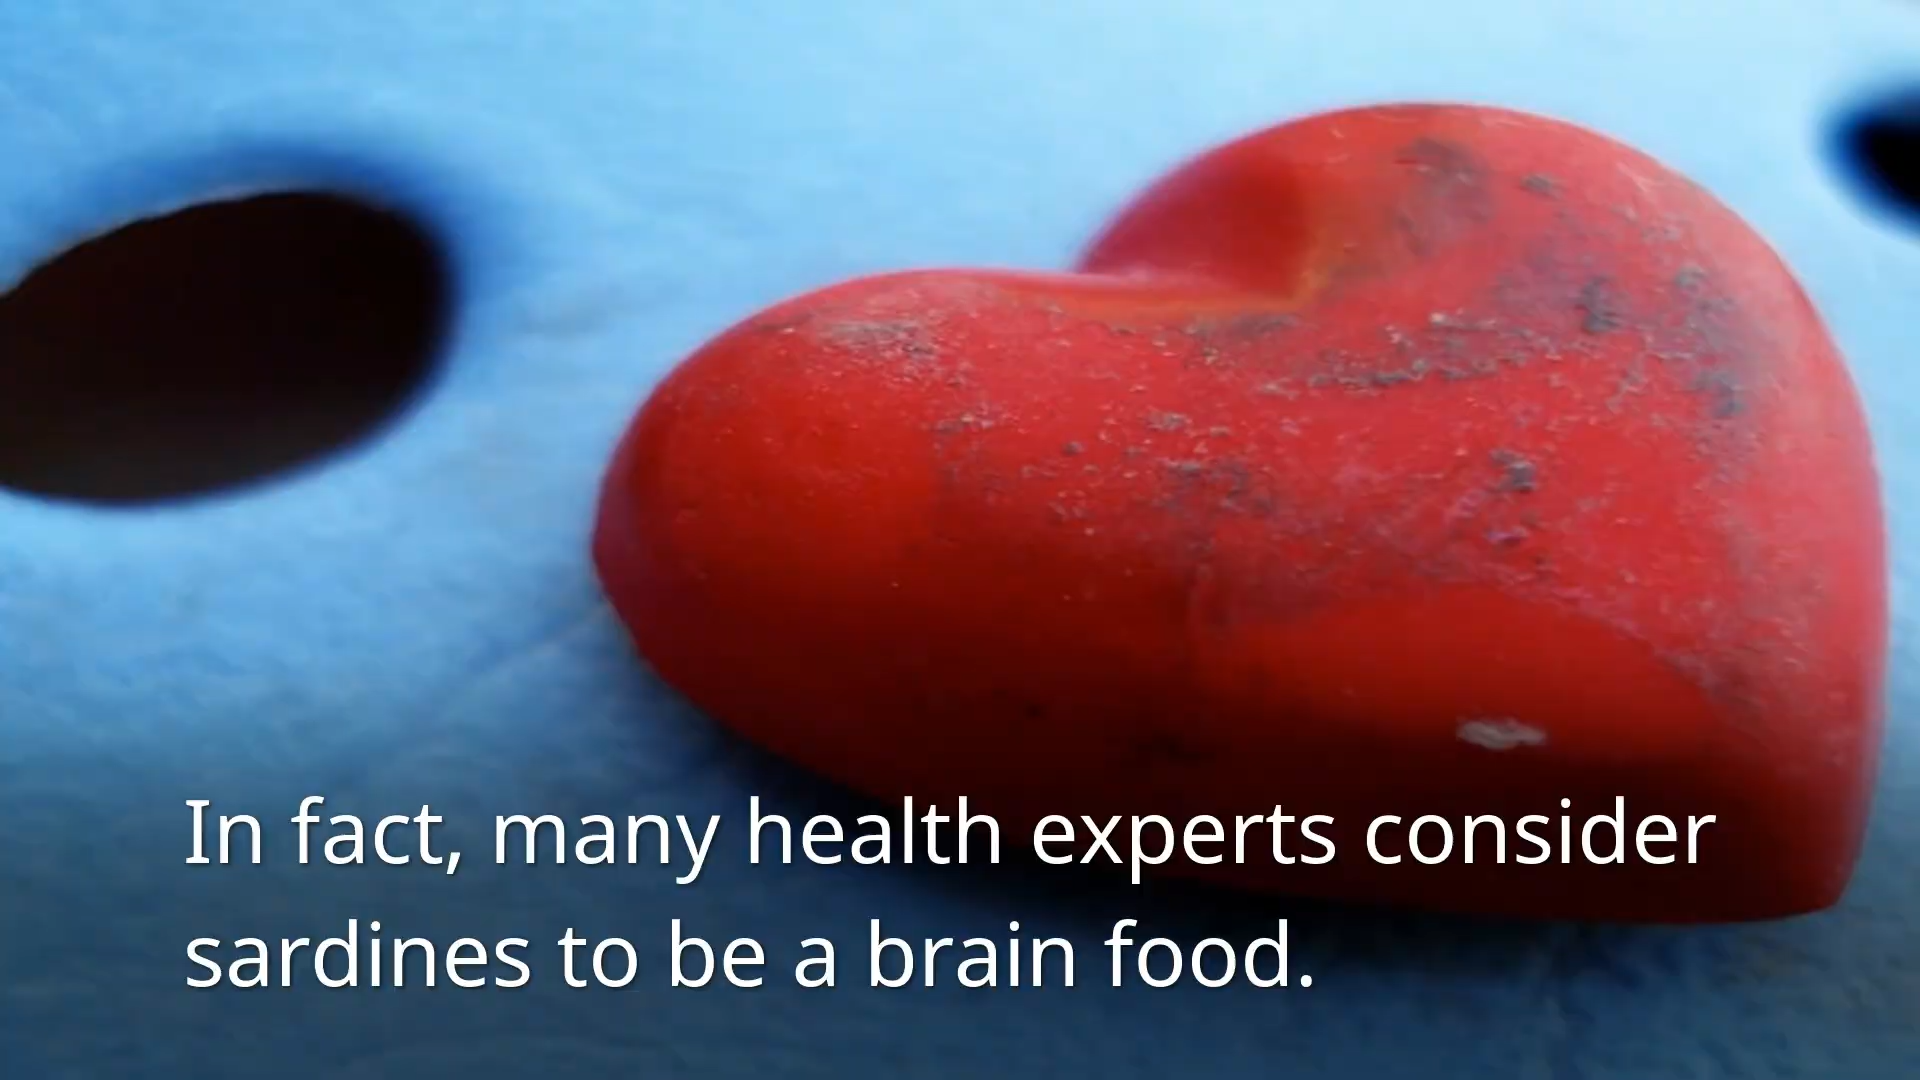 In fact, many health experts consider
sardines to be a brain food.